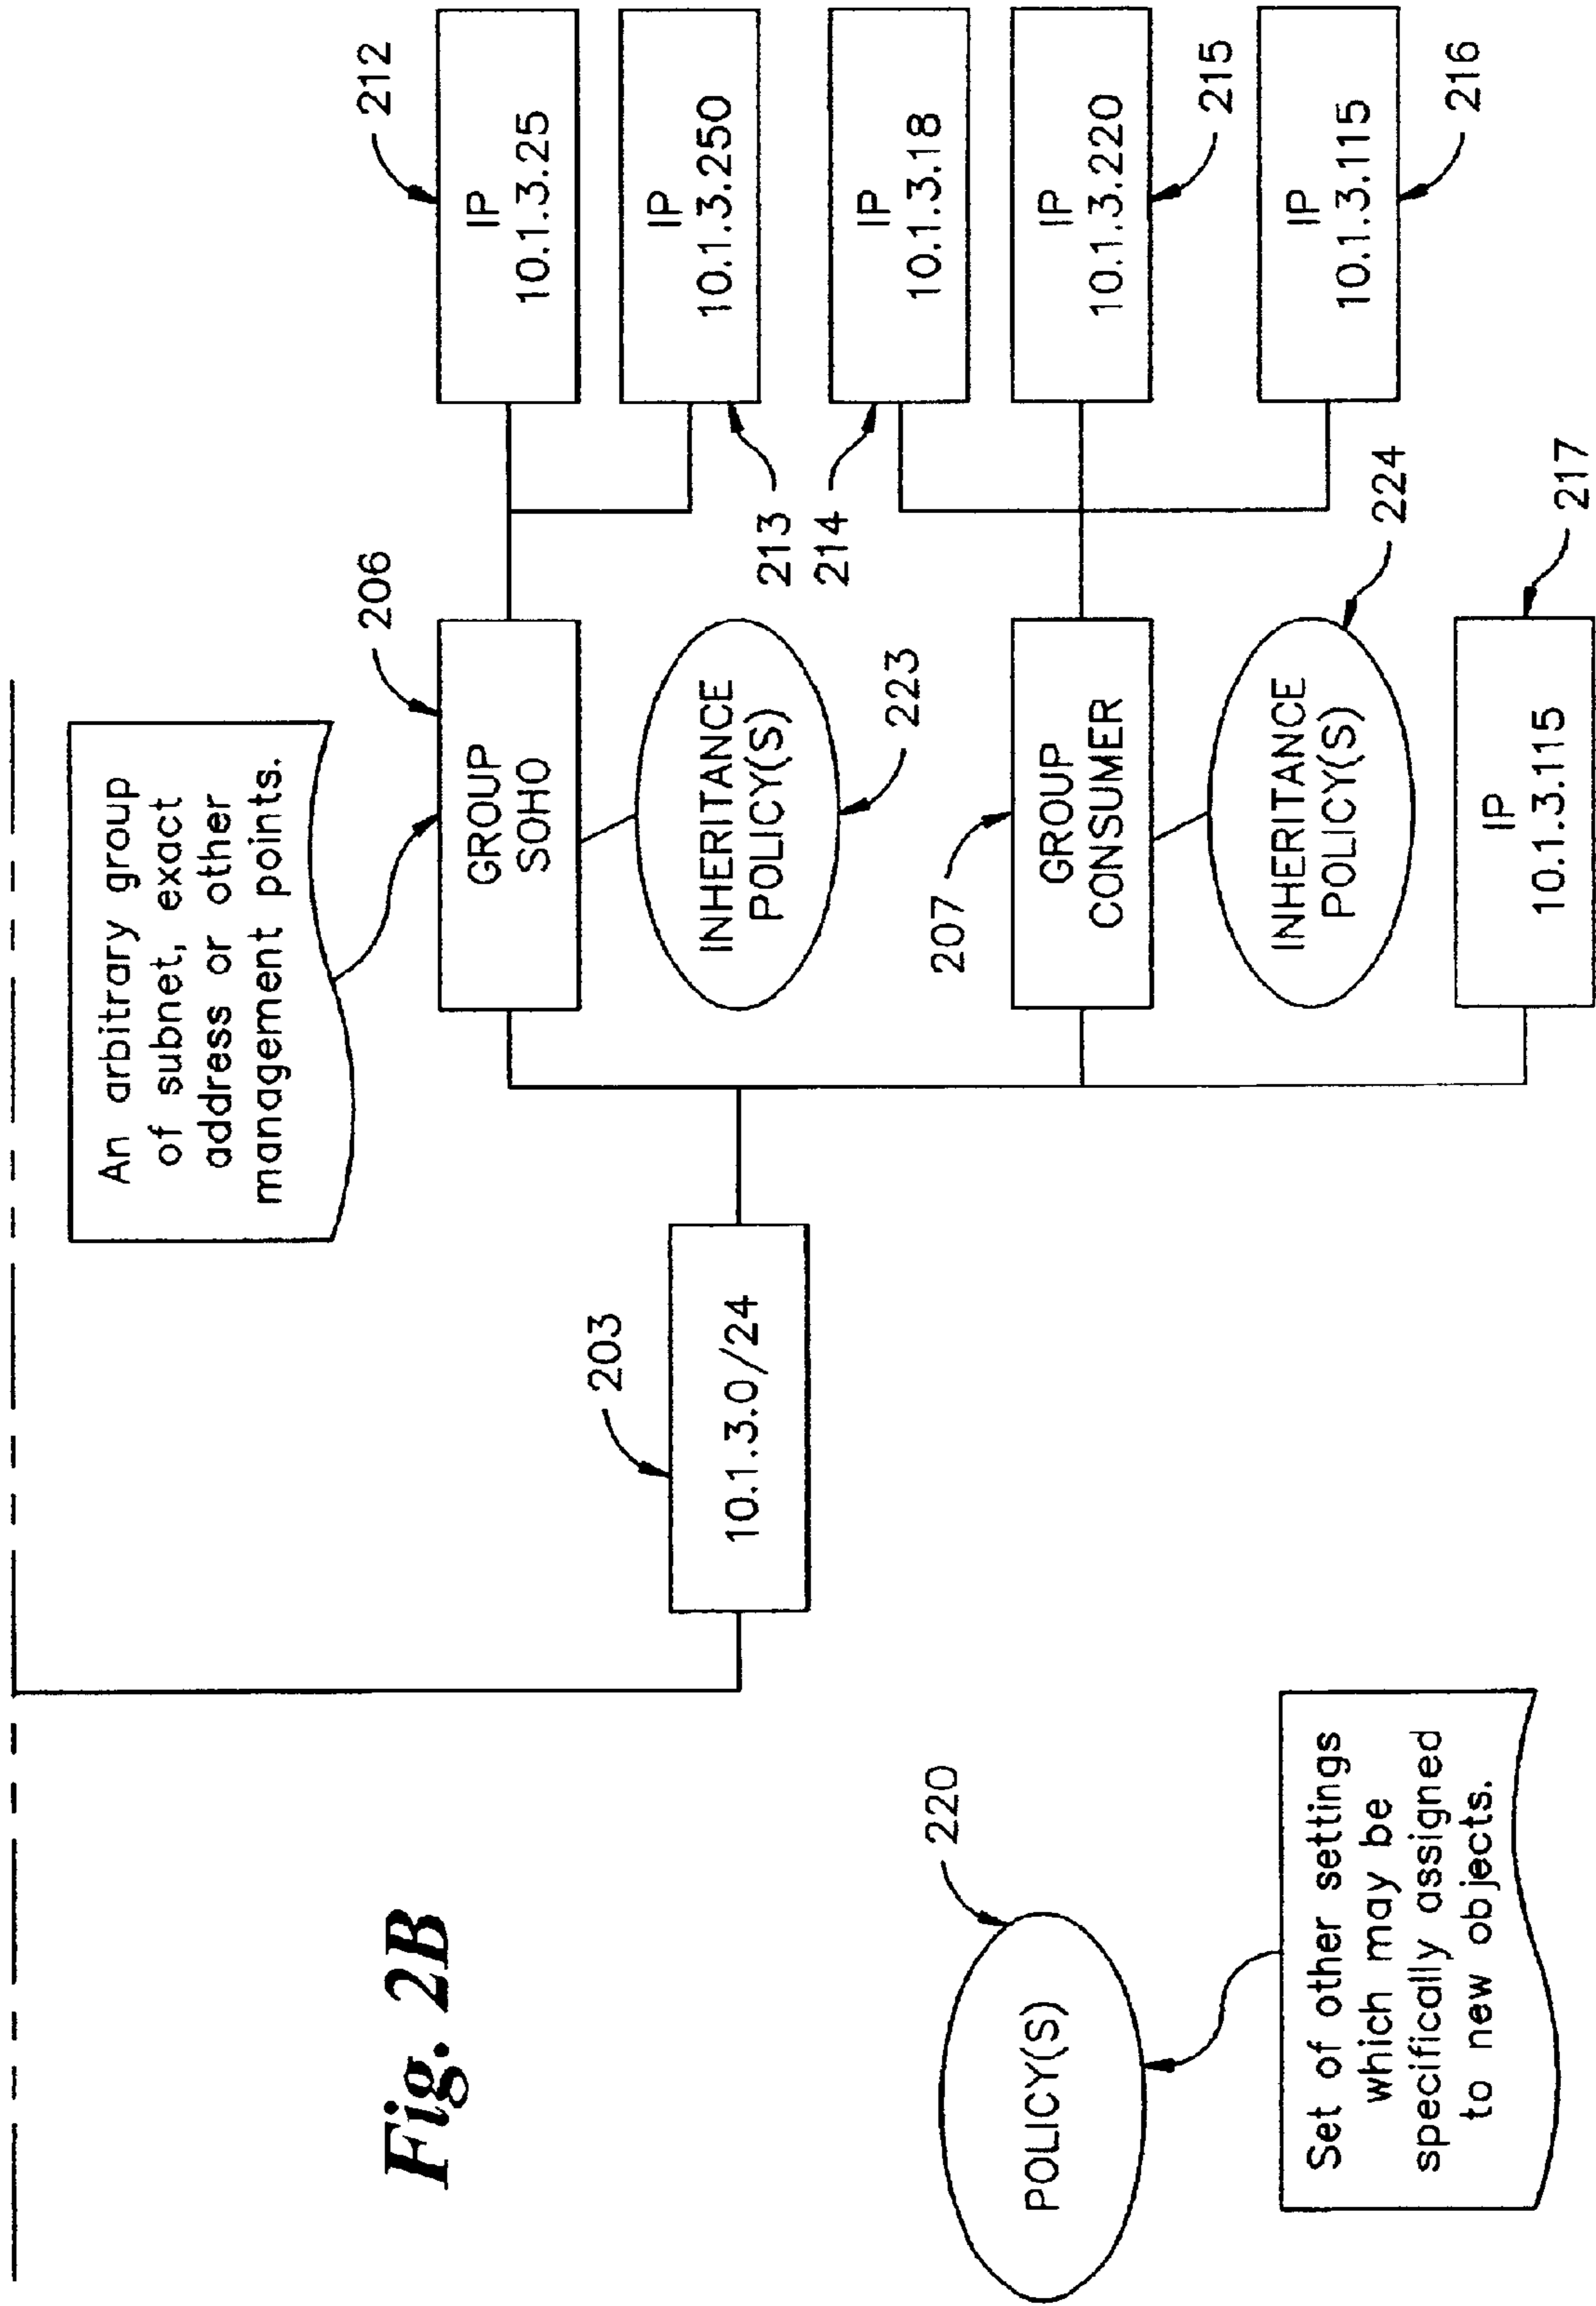 An arbitrary group
of subnet, exact
address or other
management points.
206
GROUP
SOHO
212
IP
10.1.3.25
IP
10.1.3.250
213
INHERITANCE
POLICY(S)
223
203
10.1.3.0/24
214
IP
10.1.3.18
207
GROUP
CONSUMER
IP
10.1.3.220
215
INHERITANCE
POLICY(S)
224
IP
10.1.3.115
216
IP
10.1.3.115
217
Fig. 2B
220
POLICY(S)
Set of other settings
which may be
specifically assigned
to new objects.